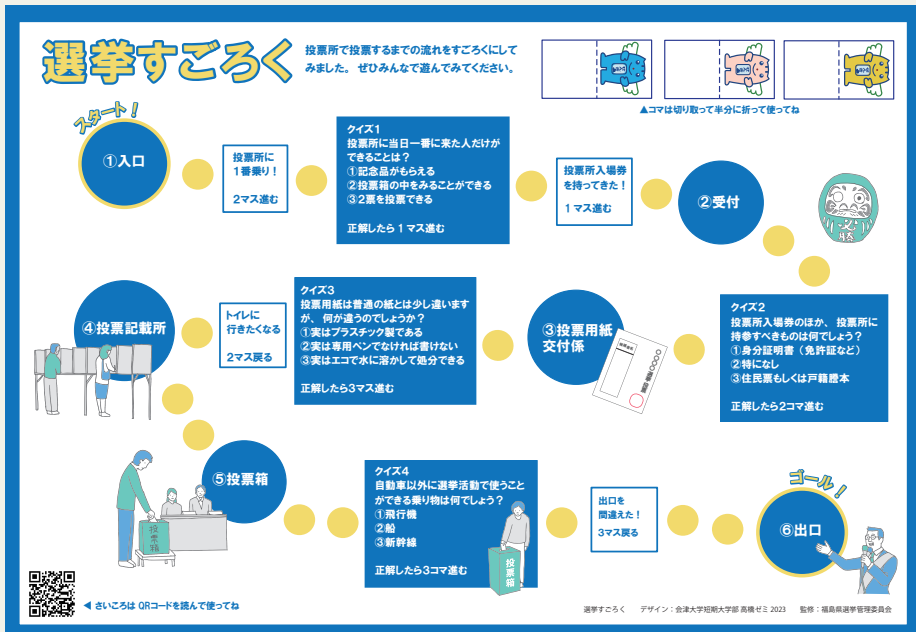 選挙すごろく
投票所で投票するまでの流れをすごろくにして
みました。ぜひみんなで遊んでみてください。
▲コマは切り取って半分に折って使ってね
スタート！
①入口
投票所に
1番乗り！
2マス進む
クイズ1
投票所に当日一番に来た人だけが
できることは？
①記念品がもらえる
②投票箱の中をみることができる
③2票を投票できる
正解したら1マス進む
投票所入場券
を持ってきた！
1マス進む
②受付
必
勝
クイズ2
投票所入場券のほか、投票所に
持参すべきものは何でしょう？
①身分証明書（免許証など）
②特になし
③住民票もしくは戸籍謄本
正解したら2コマ進む
③投票用紙
交付係
クイズ3
投票用紙は普通の紙とは少し違います
が、何が違うのでしょうか？
①実はプラスチック製である
②実は専用ペンでなければ書けない
③実はエコで水に溶かして処分できる
正解したら3マス進む
トイレに
行きたくなる
2マス戻る
④投票記載所
⑤投票箱
投票箱
クイズ4
自動車以外に選挙活動で使うこと
ができる乗り物は何でしょう？
①飛行機
②船
③新幹線
正解したら3コマ進む
投票箱
出口を
間違えた！
3マス戻る
ゴール！
⑥出口
◀ さいころは QRコードを読んで使ってね
選挙すごろく　デザイン：会津大学短期大学部 高橋ゼミ 2023　監修：福島県選挙管理委員会